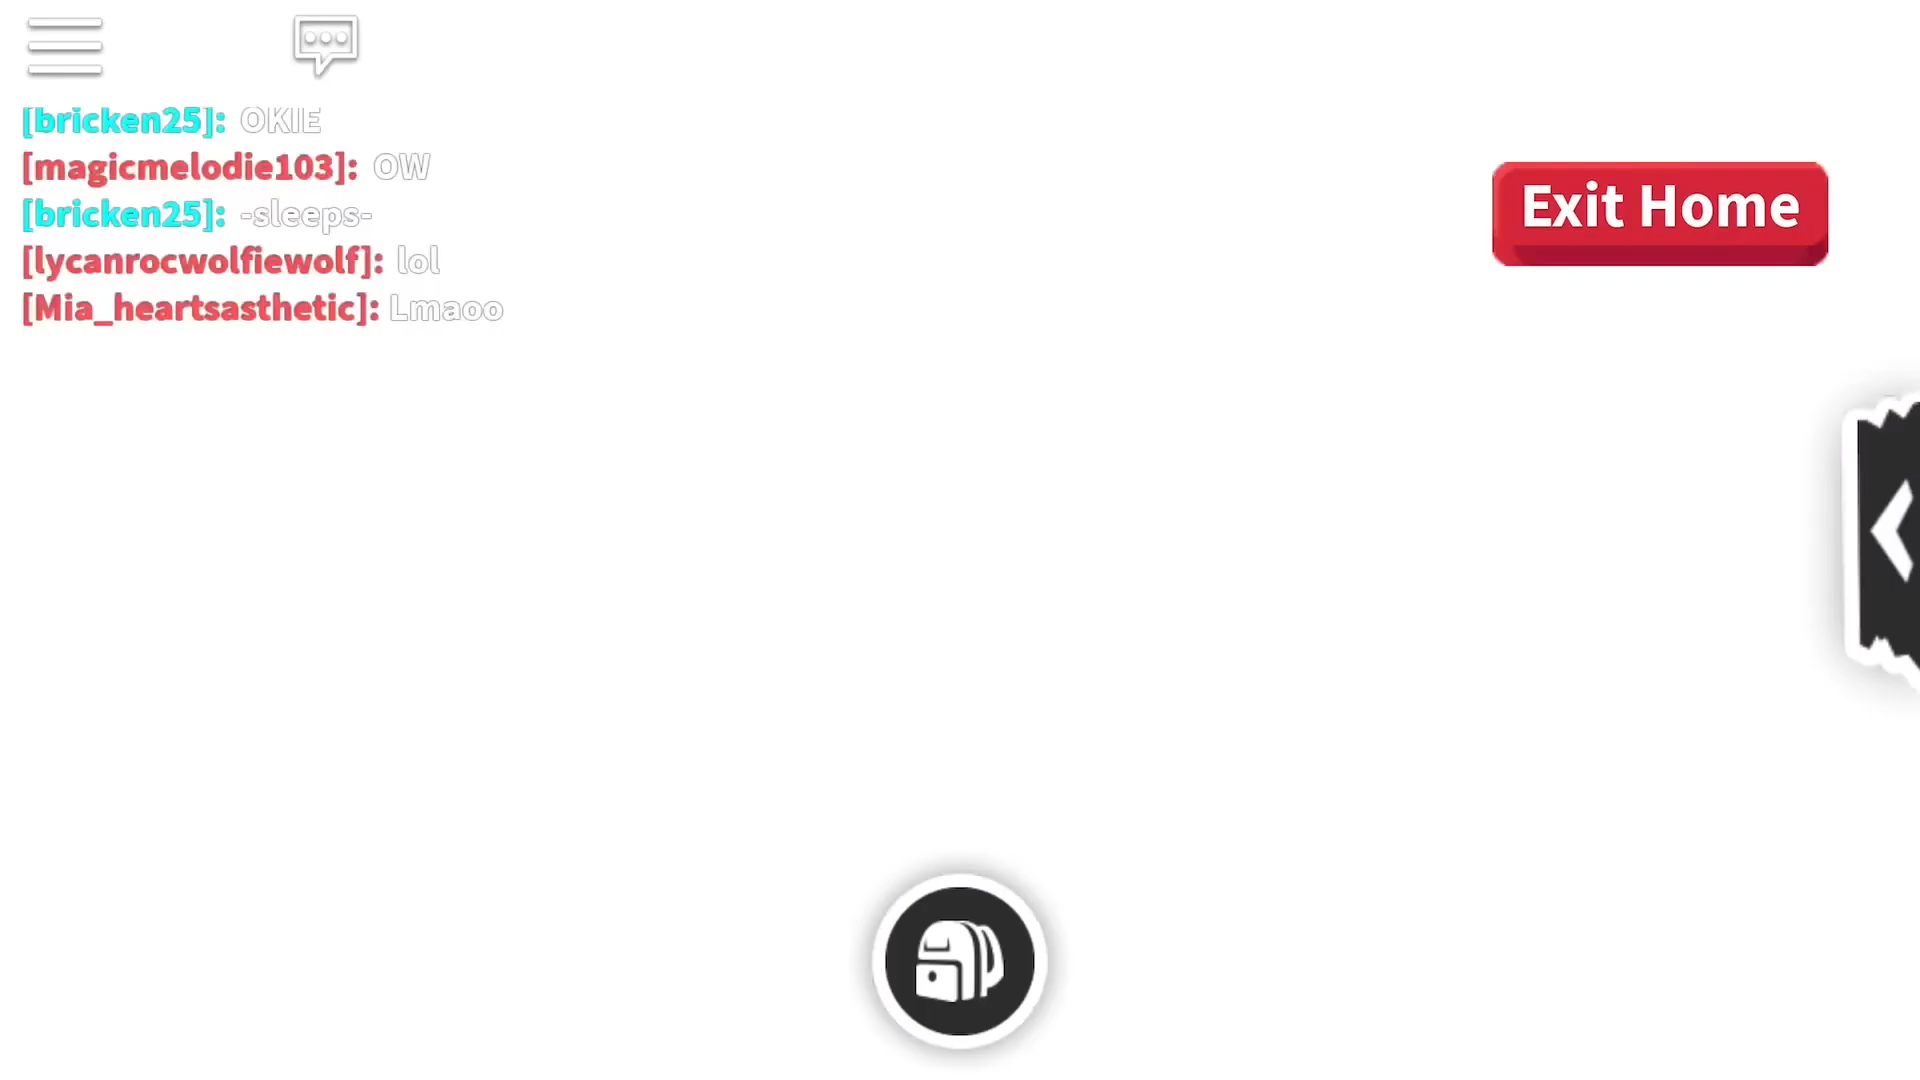 [bricken25]: OKIE
[magicmelodie103]: OW
[bricken25]: -sleeps-
[lycanrocwolfiewolf]: lol
[Mia_heartsasthetic]: Lmaoo
Exit Home